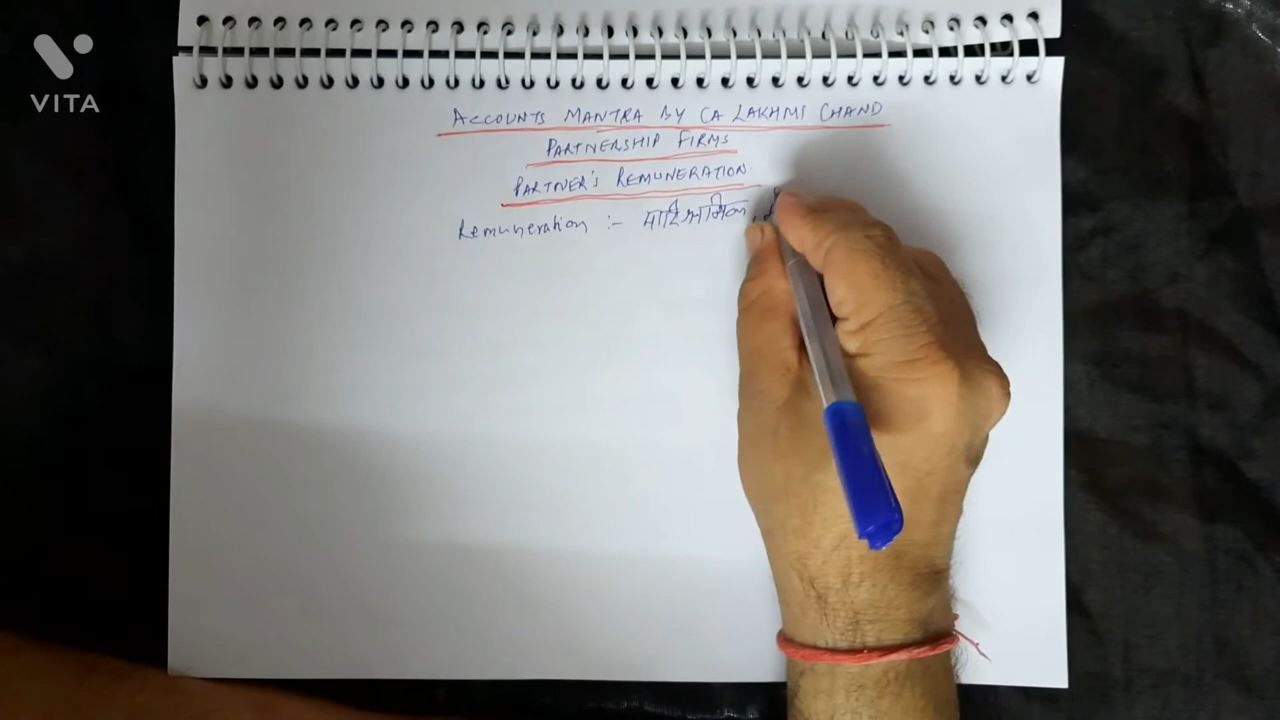 VITA
ACCOUNTS MANTRA BY CA LAKHMI CHAND
PARTNERSHIP FIRMS
PARTNER'S REMUNERATION.
Remuneration :- पारिश्रमिक,